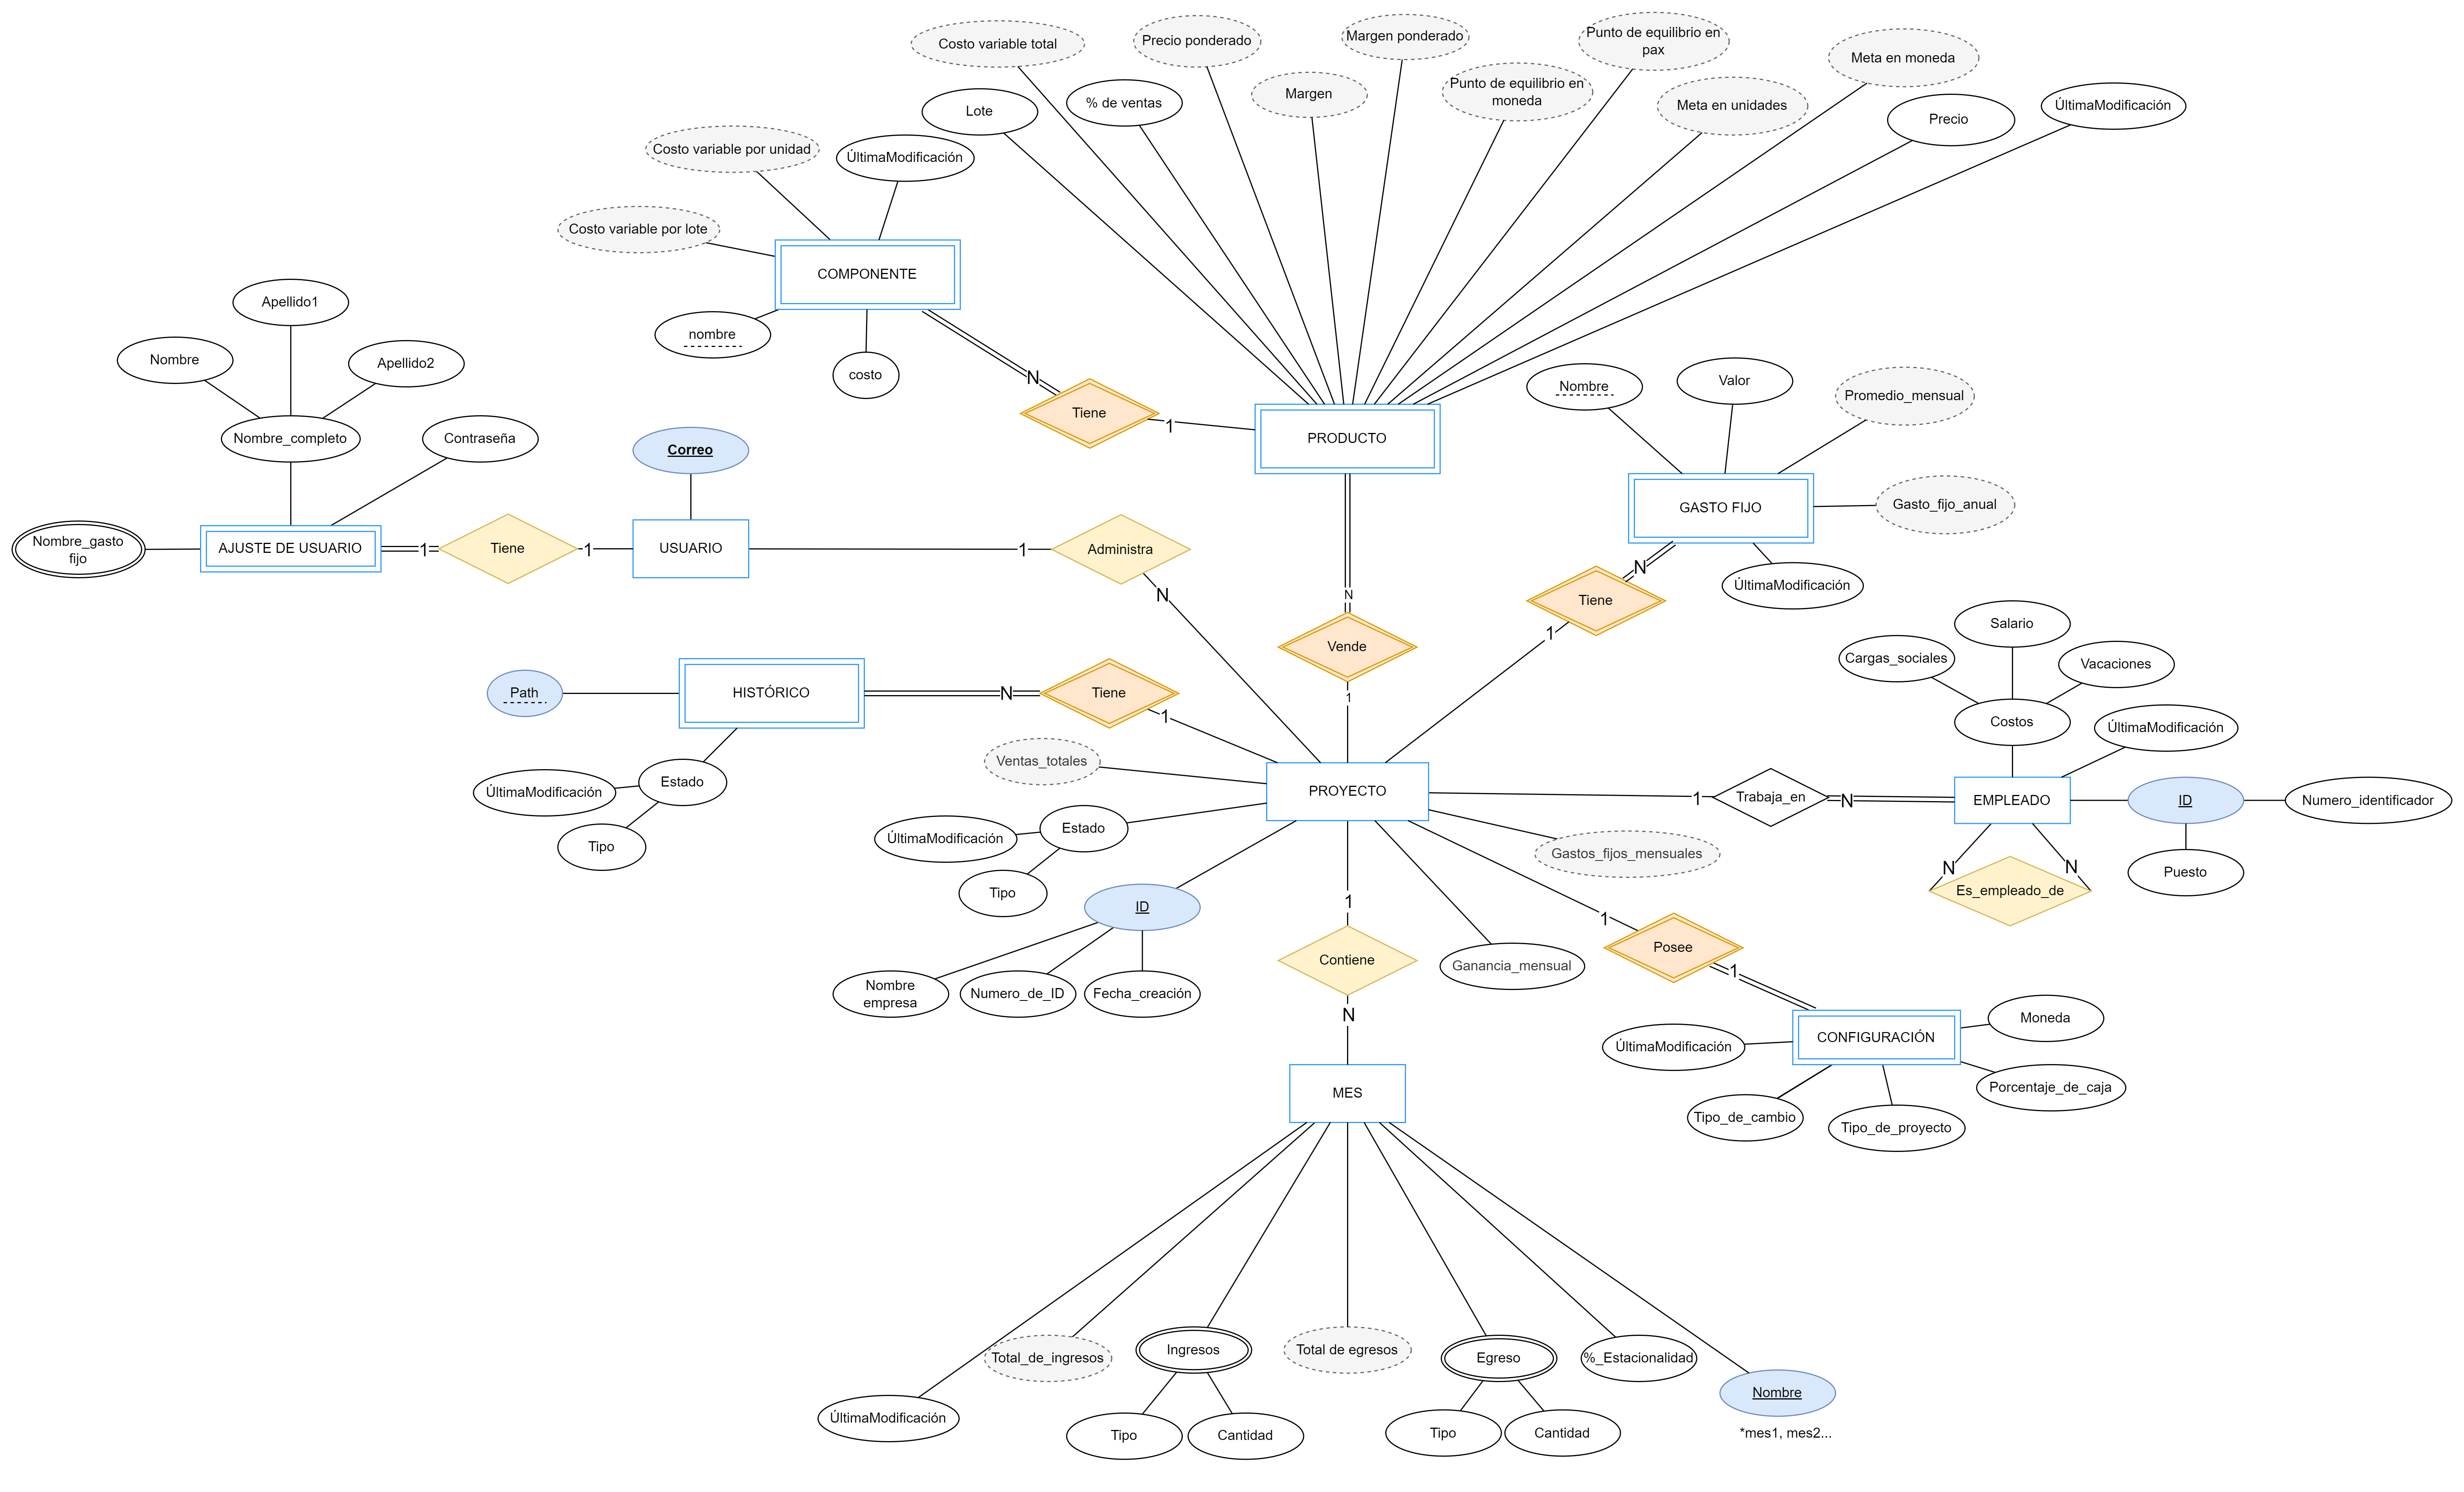 Costo variable total
Precio ponderado
Margen ponderado
Punto de equilibrio en
pax
Meta en moneda
Lote
% de ventas
Margen
Punto de equilibrio en
moneda
Meta en unidades
Precio
ÚltimaModificación
Costo variable por unidad
ÚltimaModificación
Costo variable por lote
COMPONENTE
nombre
costo
N
Tiene
1
PRODUCTO
Apellido1
Nombre
Apellido2
Nombre_completo
Contraseña
Correo
Nombre
Valor
Promedio_mensual
GASTO FIJO
Gasto_fijo_anual
ÚltimaModificación
Nombre_gasto
fijo
AJUSTE DE USUARIO
1
Tiene
1
USUARIO
1
Administra
N
N
Vende
1
N
Tiene
1
Path
HISTÓRICO
N
Tiene
1
Estado
ÚltimaModificación
Tipo
Salario
Cargas_sociales
Vacaciones
Costos
ÚltimaModificación
Ventas_totales
PROYECTO
1
Trabaja_en
N
EMPLEADO
ID
Numero_identificador
Puesto
N
N
Es_empleado_de
Estado
ÚltimaModificación
Tipo
Gastos_fijos_mensuales
ID
Nombre
empresa
Numero_de_ID
Fecha_creación
1
Contiene
N
Ganancia_mensual
1
Posee
1
CONFIGURACIÓN
Moneda
ÚltimaModificación
Porcentaje_de_caja
Tipo_de_cambio
Tipo_de_proyecto
MES
Total_de_ingresos
Ingresos
Total de egresos
Egreso
%_Estacionalidad
Nombre
ÚltimaModificación
Tipo
Cantidad
Tipo
Cantidad
*mes1, mes2...